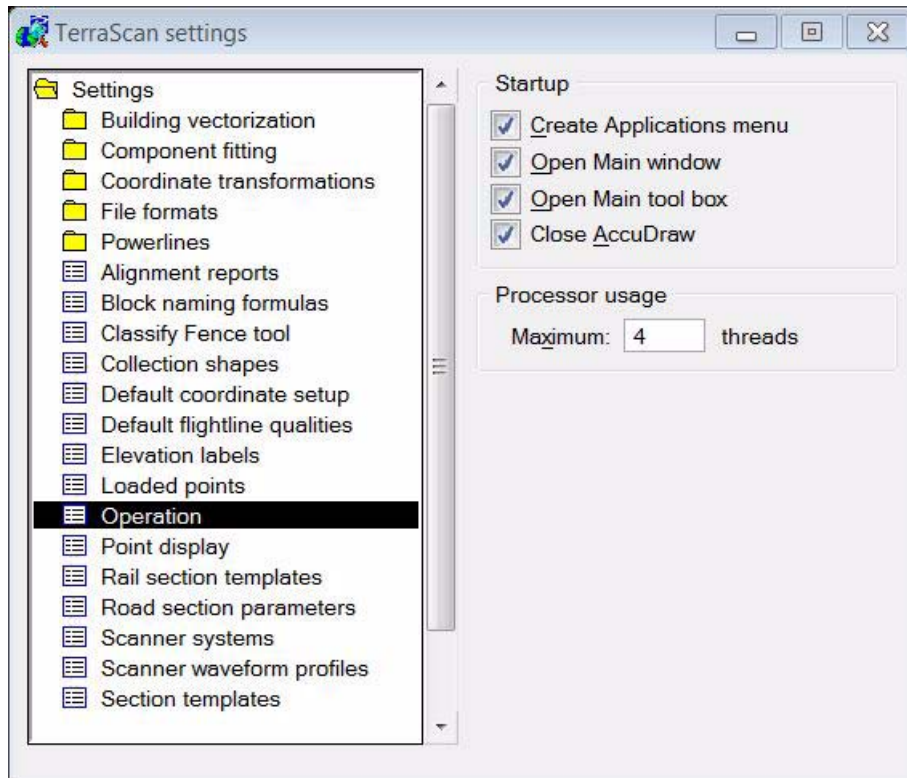 TerraScan settings
Settings
Building vectorization
Component fitting
Coordinate transformations
File formats
Powerlines
Alignment reports
Block naming formulas
Classify Fence tool
Collection shapes
Default coordinate setup
Default flightline qualities
Elevation labels
Loaded points
Operation
Point display
Rail section templates
Road section parameters
Scanner systems
Scanner waveform profiles
Section templates
Startup
Create Applications menu
Open Main window
Open Main tool box
Close AccuDraw
Processor usage
Maximum: 4 threads